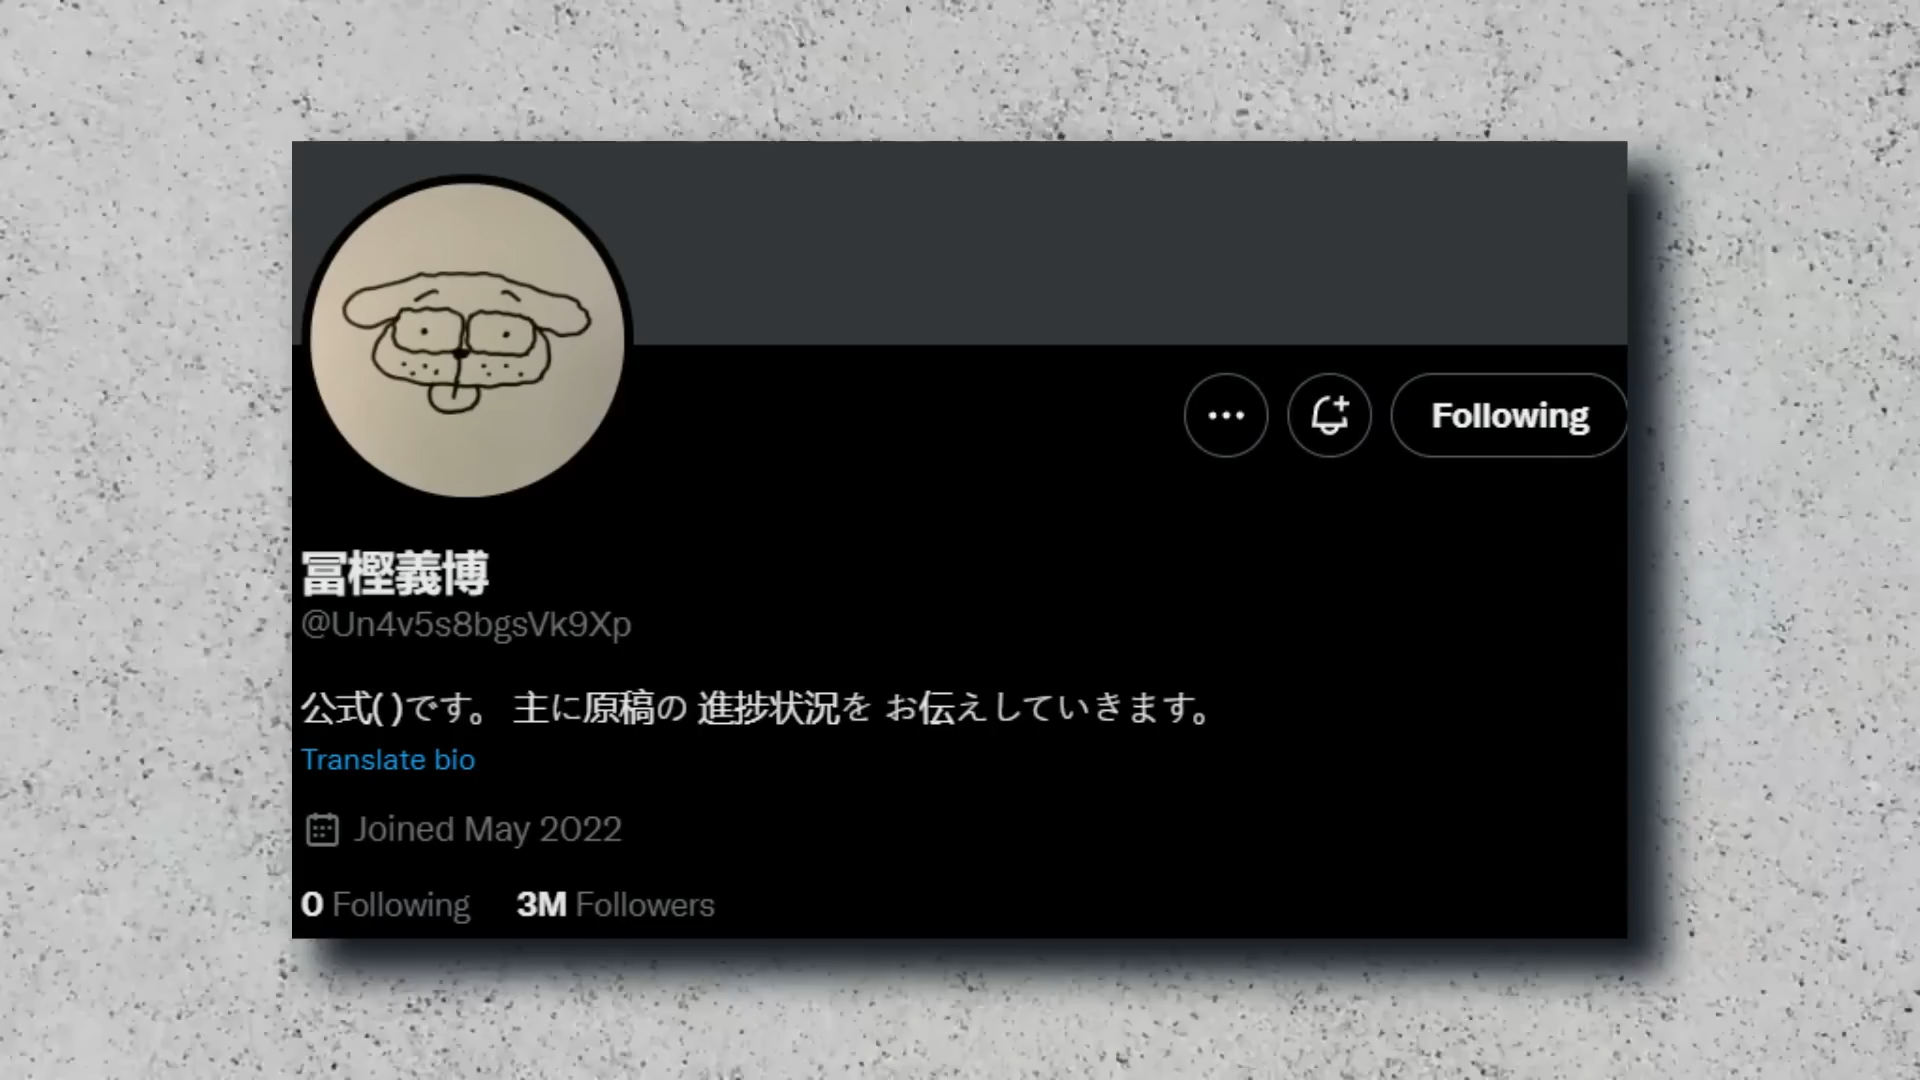 Following
冨樫義博
@Un4v5s8bgsVk9Xp
公式( )です。 主に原稿の 進捗状況を お伝えしていきます。
Translate bio
Joined May 2022
0 Following 3M Followers